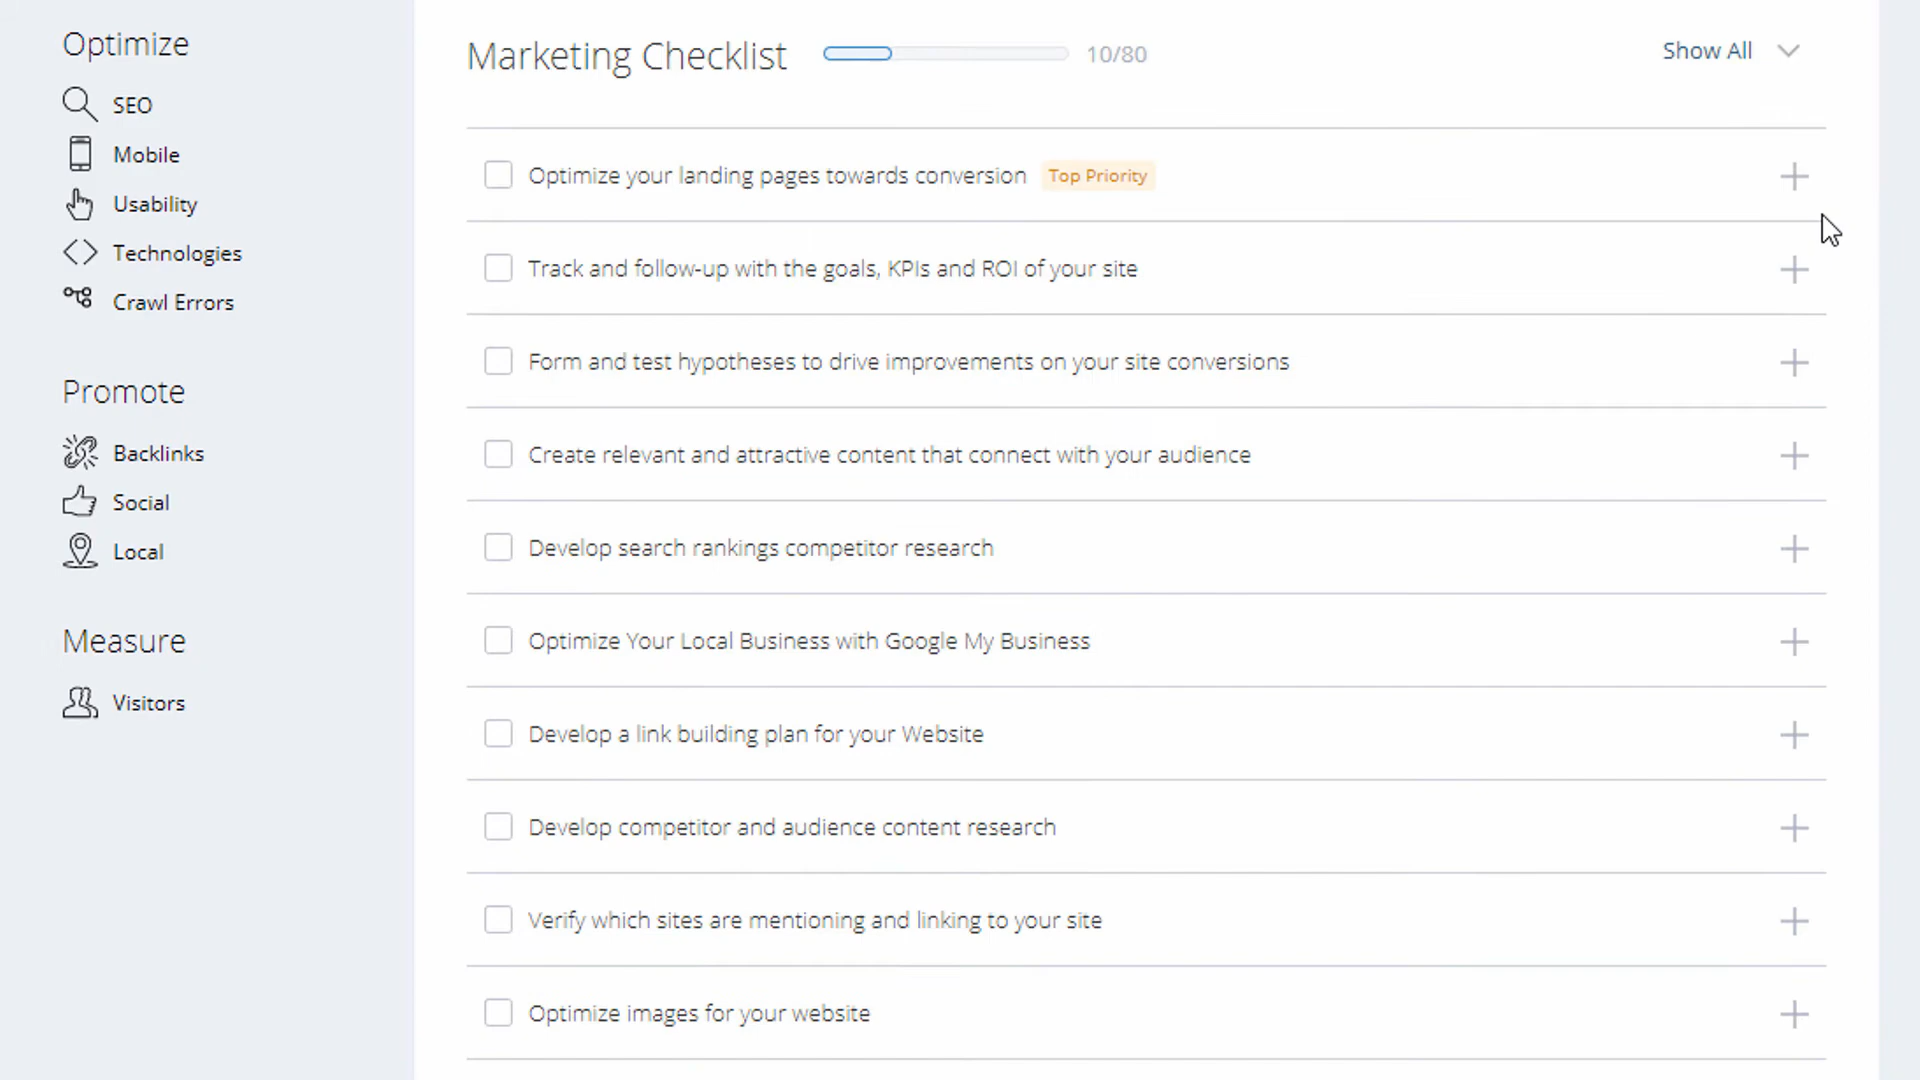 Optimize
SEO
Mobile
Usability
Technologies
Crawl Errors
Promote
Backlinks
Social
Local
Measure
Visitors
Marketing Checklist 10/80 Show All
Optimize your landing pages towards conversion Top Priority
Track and follow-up with the goals, KPIs and ROI of your site
Form and test hypotheses to drive improvements on your site conversions
Create relevant and attractive content that connect with your audience
Develop search rankings competitor research
Optimize Your Local Business with Google My Business
Develop a link building plan for your Website
Develop competitor and audience content research
Verify which sites are mentioning and linking to your site
Optimize images for your website